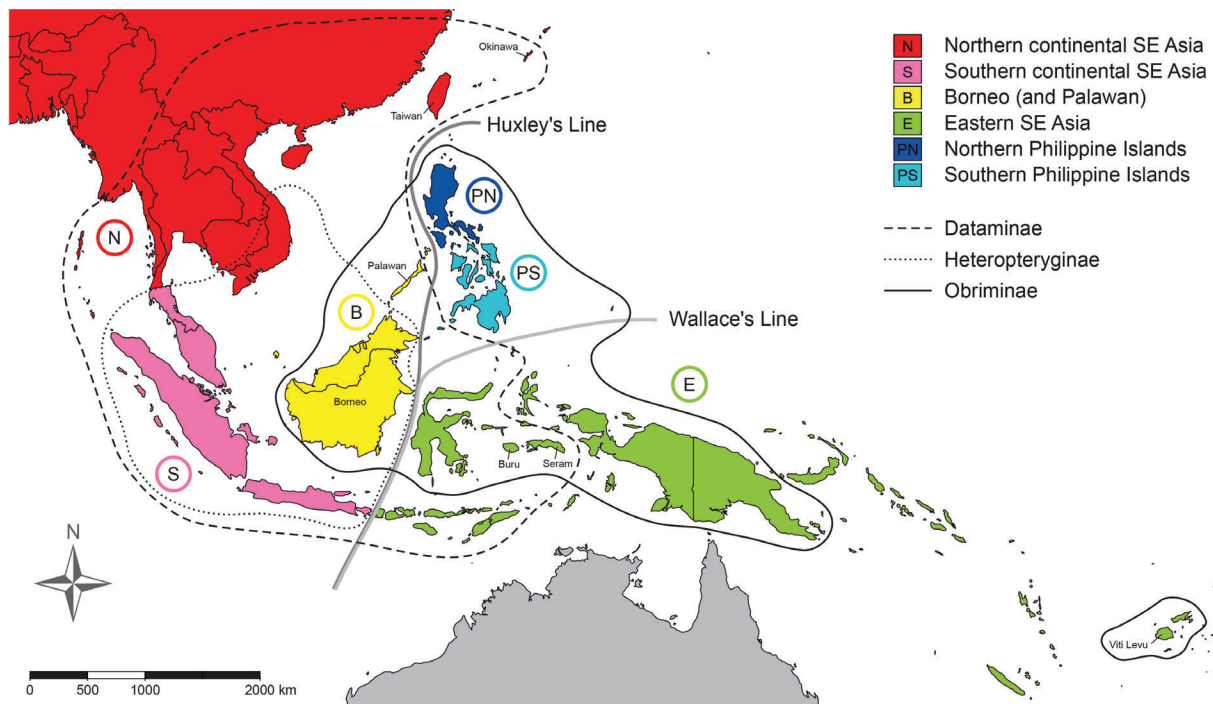 Okinawa
Taiwan
Huxley's Line
N
Northern continental SE Asia
S
Southern continental SE Asia
B
Borneo (and Palawan)
E
Eastern SE Asia
PN
Northern Philippine Islands
PS
Southern Philippine Islands
Dataminae
Heteropteryginae
Obriminae
PN
N
Palawan
PS
B
Wallace's Line
E
Borneo
Buru
Seram
S
N
Viti Levu
0 500 1000 2000 km